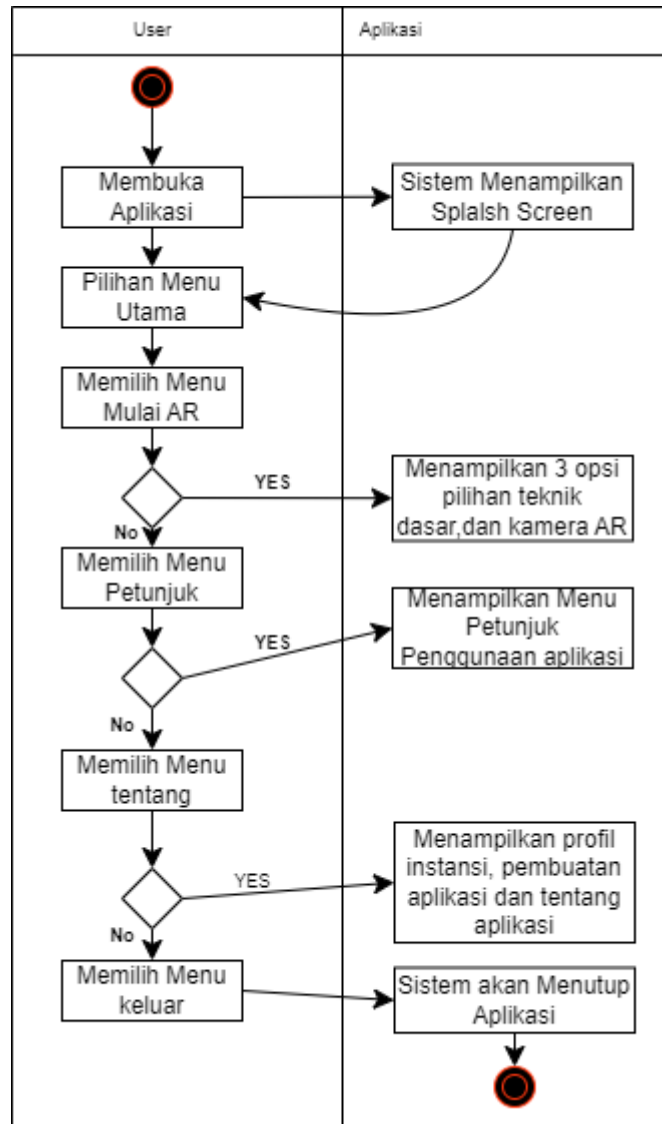 User
Aplikasi
Membuka
Aplikasi
Sistem Menampilkan
Splalsh Screen
Pilihan Menu
Utama
Memilih Menu
Mulai AR
YES
Menampilkan 3 opsi
pilihan teknik
dasar,dan kamera AR
No
Memilih Menu
Petunjuk
YES
Menampilkan Menu
Petunjuk
Penggunaan aplikasi
No
Memilih Menu
tentang
YES
Menampilkan profil
instansi, pembuatan
aplikasi dan tentang
aplikasi
No
Memilih Menu
keluar
Sistem akan Menutup
Aplikasi